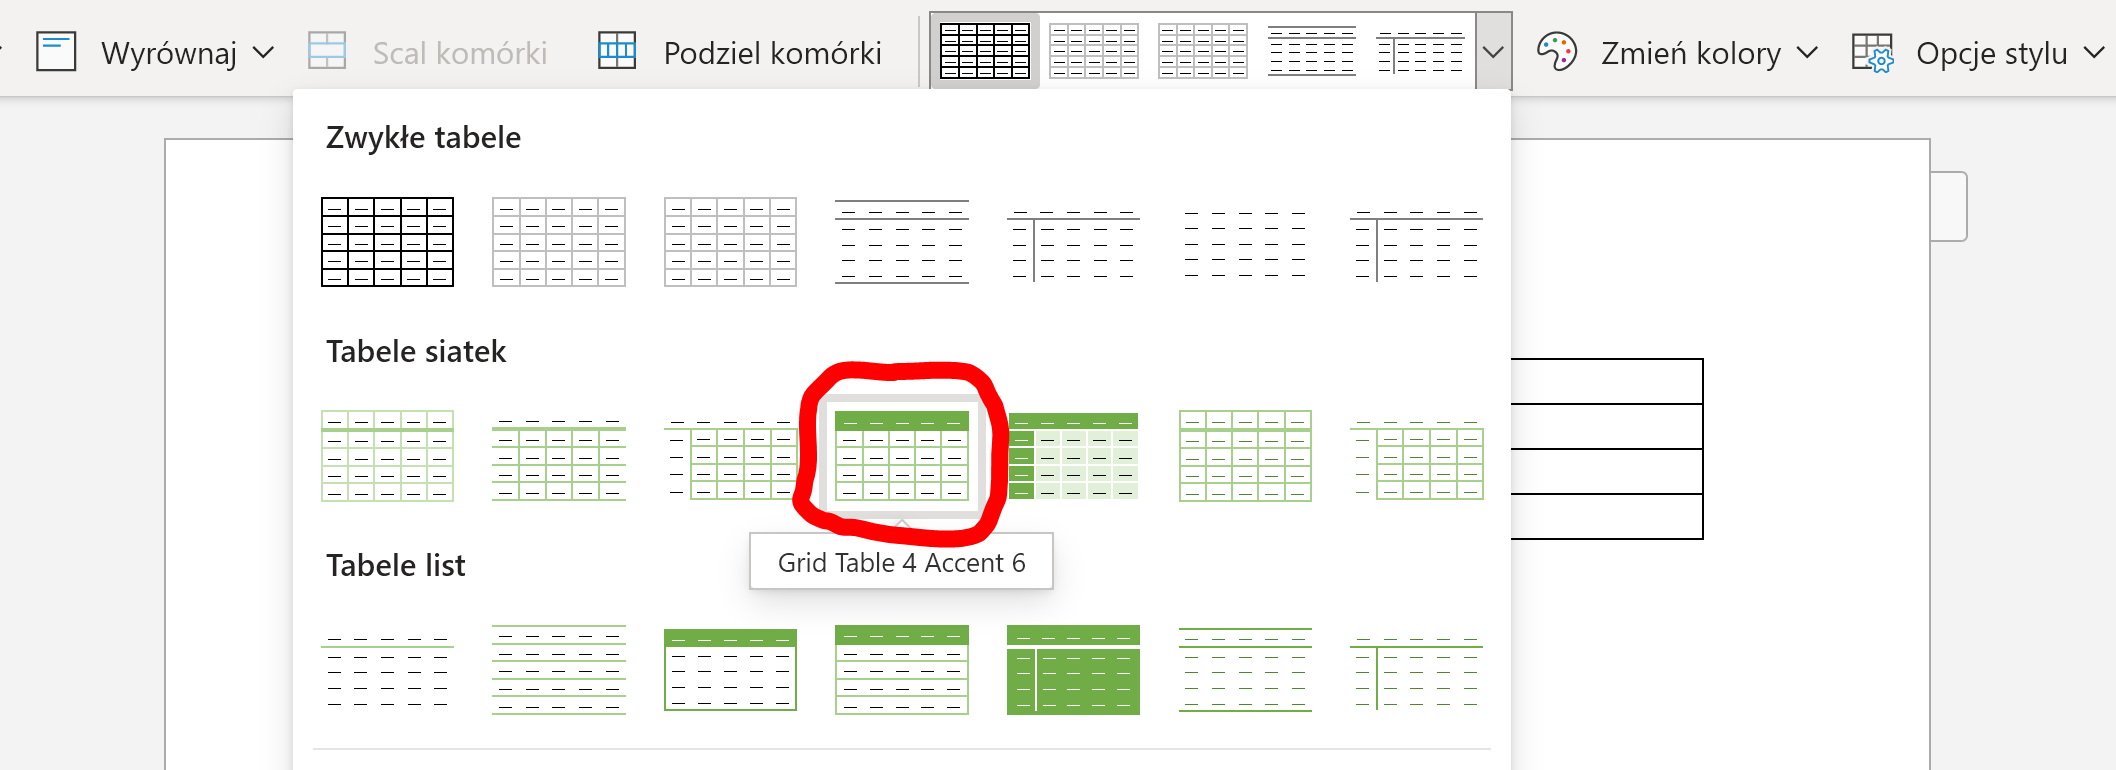 Wyrównaj Scal komórki Podziel komórki Zmień kolory Opcje stylu
Zwykłe tabele
Tabele siatek
Grid Table 4 Accent 6
Tabele list